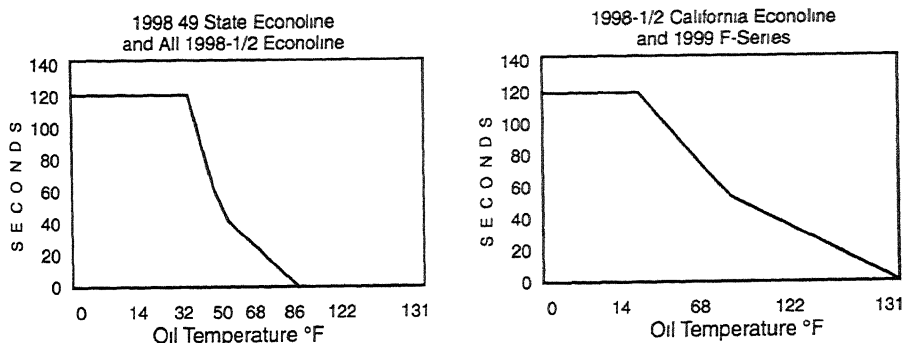 1998 49 State Econoline
and All 1998-1/2 Econoline
140
120
100
80
60
40
20
0
SECONDS
0 14 32 50 68 86 122 131
Oil Temperature °F
1998-1/2 California Econoline
and 1999 F-Series
140
120
100
80
60
40
20
0
SECONDS
0 14 68 122 131
Oil Temperature °F